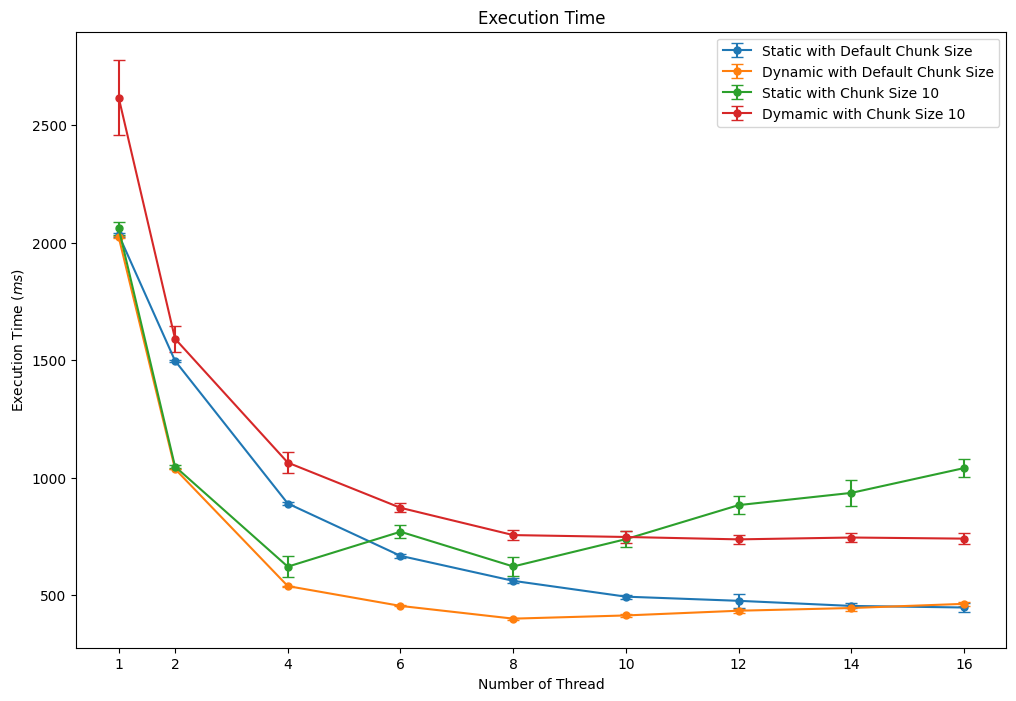 Execution Time
Static with Default Chunk Size
Dynamic with Default Chunk Size
Static with Chunk Size 10
Dymamic with Chunk Size 10
Execution Time (ms)
2500
2000
1500
1000
500
1 2 4 6 8 10 12 14 16
Number of Thread